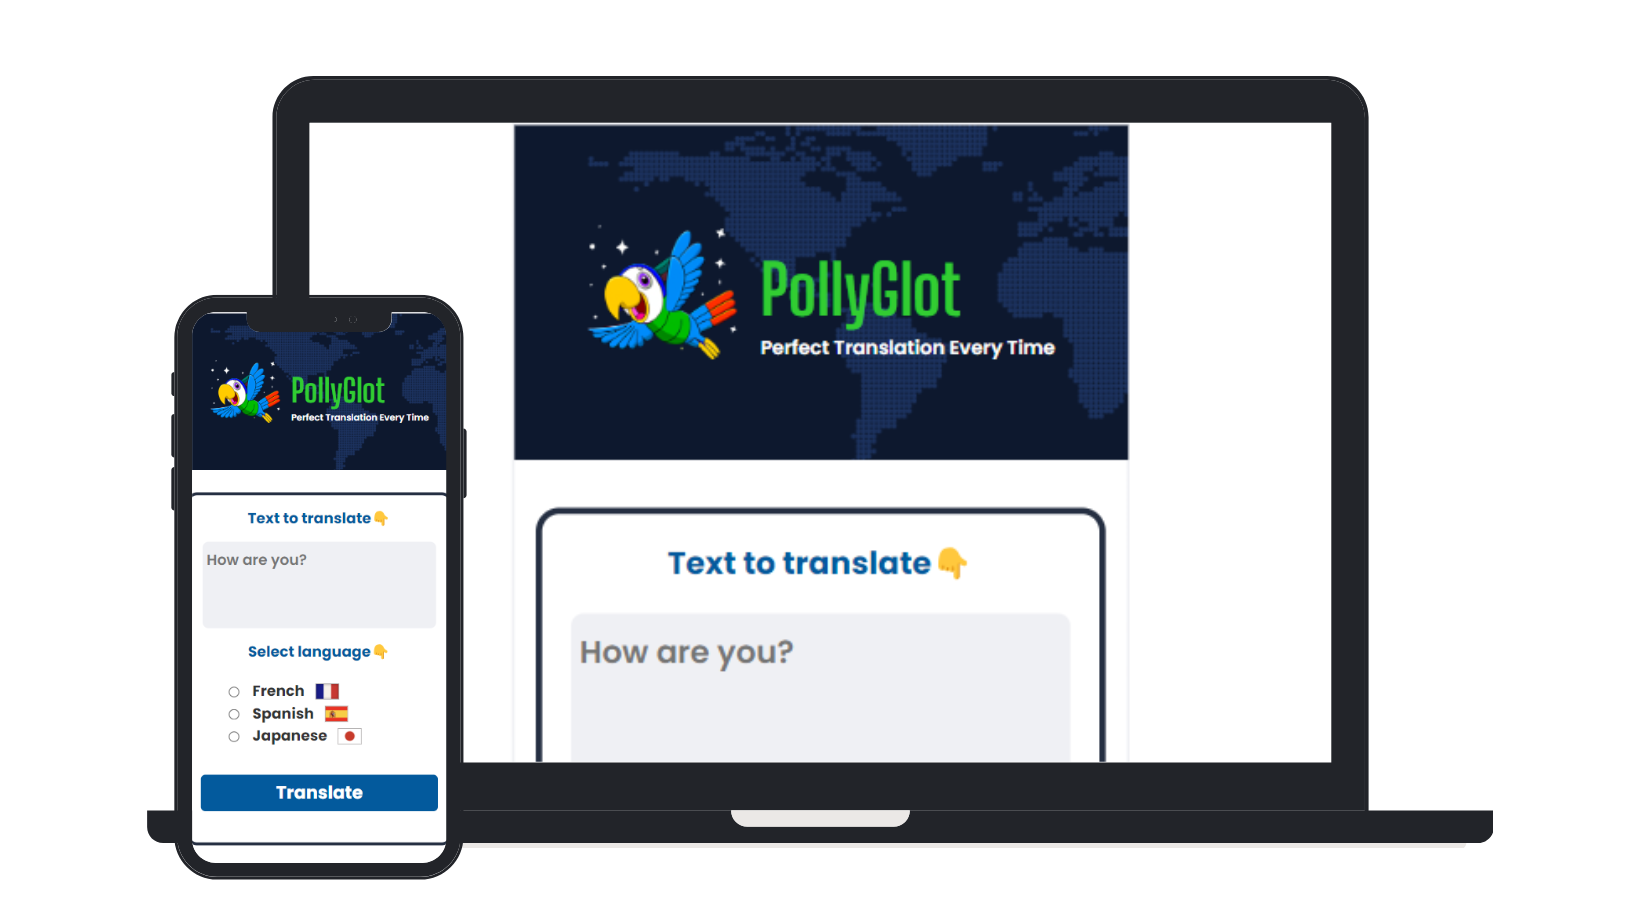 PollyGlot
Perfect Translation Every Time
Text to translate👇
How are you?
PollyGlot
Perfect Translation Every Time
Text to translate👇
How are you?
Select language👇
French
Spanish
Japanese
Translate